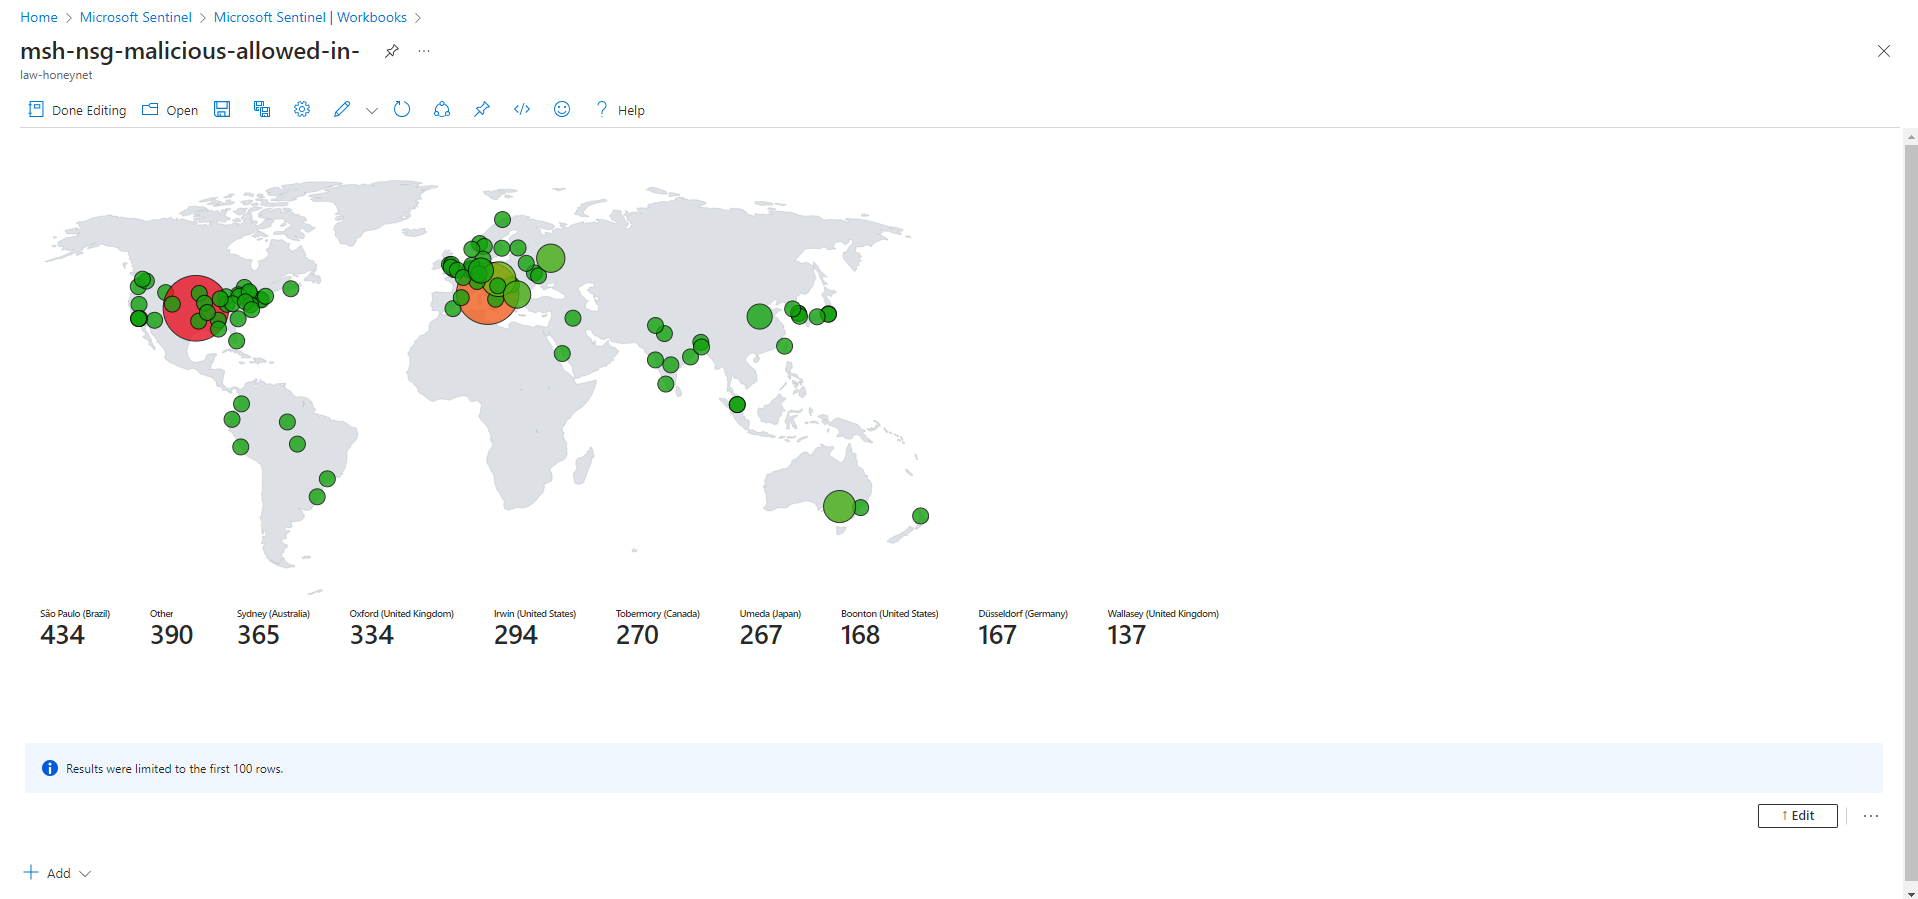 Home > Microsoft Sentinel > Microsoft Sentinel | Workbooks >
msh-nsg-malicious-allowed-in- ···
law-honeynet
Done Editing Open ? Help
São Paulo (Brazil) Other Sydney (Australia) Oxford (United Kingdom) Irwin (United States) Tobermory (Canada) Umeda (Japan) Boonton (United States) Düsseldorf (Germany) Wallasey (United Kingdom)
434 390 365 334 294 270 267 168 167 137
Results were limited to the first 100 rows.
↑ Edit ···
+ Add